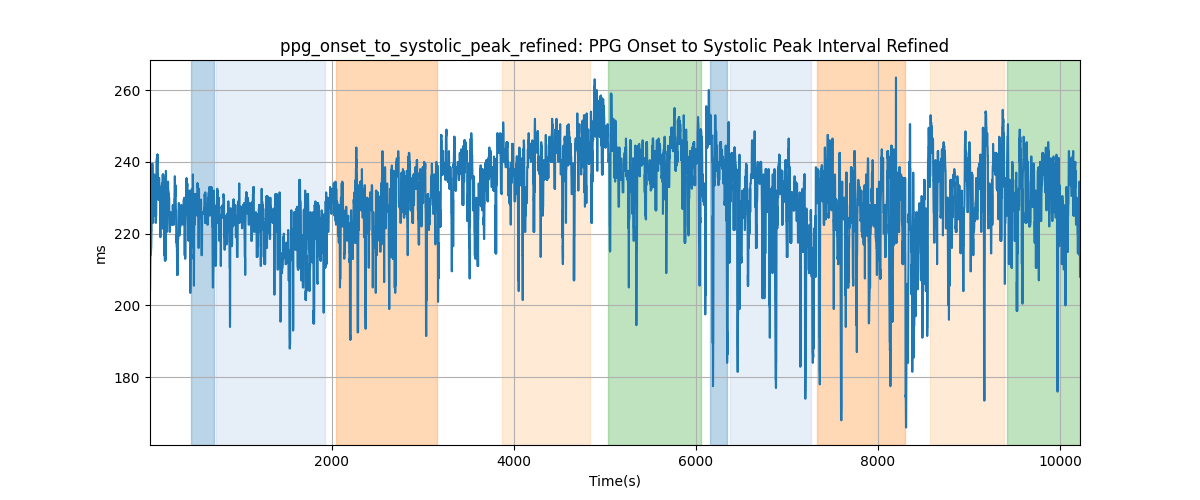 ppg_onset_to_systolic_peak_refined: PPG Onset to Systolic Peak Interval Refined
260
240
220
200
180
ms
2000 4000 6000 8000 10000
Time(s)